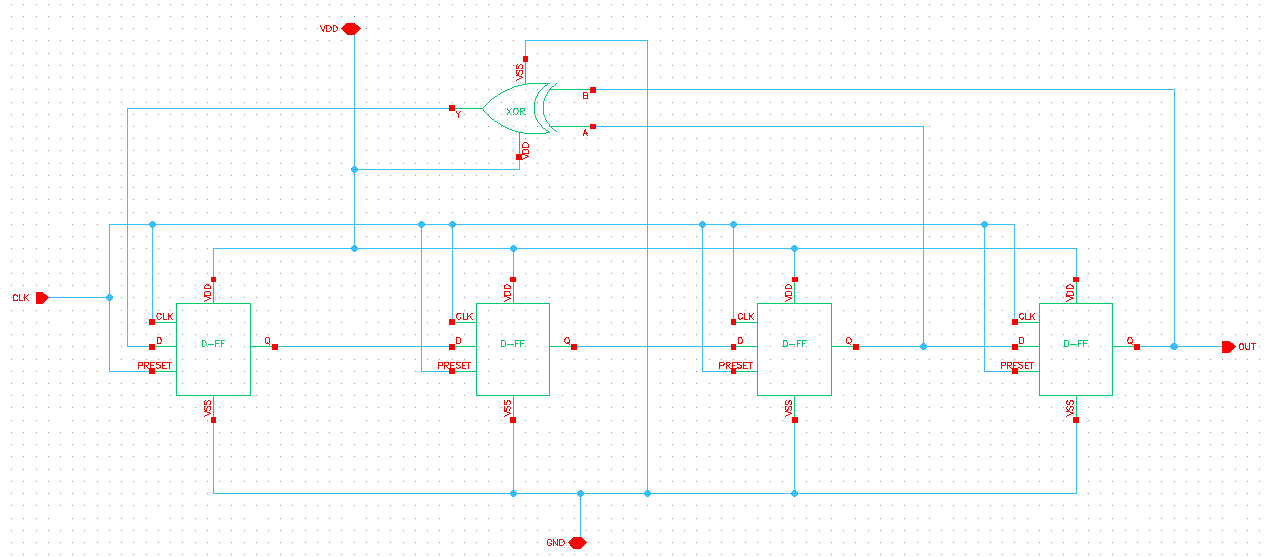 VDD
VSS
B
XOR
Y
A
VDD
VDD VDD VDD VDD
CLK
CLK CLK CLK CLK
D D-FF Q D D-FF Q D D-FF Q D D-FF Q OUT
PRESET PRESET PRESET PRESET
VSS VSS VSS VSS
GND